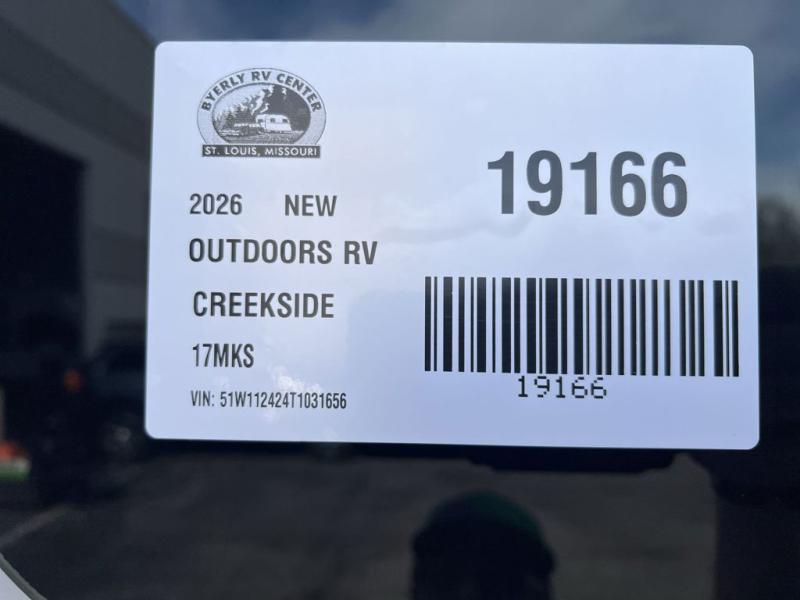 BYERLY RV CENTER
ST. LOUIS, MISSOURI
19166
2026 NEW
OUTDOORS RV
CREEKSIDE
17MKS
VIN: 51W112424T1031656
19166